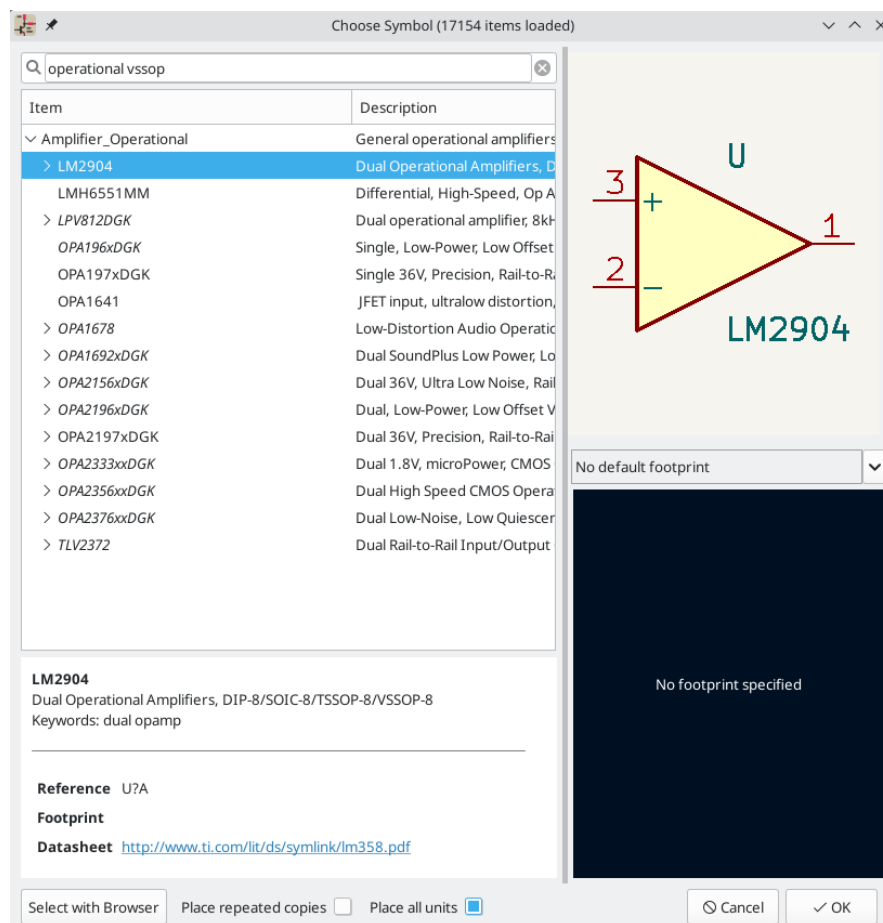 Choose Symbol (17154 items loaded)
operational vssop
Item Description
Amplifier_Operational General operational amplifiers
LM2904 Dual Operational Amplifiers, D
LMH6551MM Differential, High-Speed, Op A
LPV812DGK Dual operational amplifier, 8kH
OPA196xDGK Single, Low-Power, Low Offset
OPA197xDGK Single 36V, Precision, Rail-to-Ra
OPA1641 JFET input, ultralow distortion,
OPA1678 Low-Distortion Audio Operatio
OPA1692xDGK Dual SoundPlus Low Power, Lo
OPA2156xDGK Dual 36V, Ultra Low Noise, Rail
OPA2196xDGK Dual, Low-Power, Low Offset V
OPA2197xDGK Dual 36V, Precision, Rail-to-Rai
OPA2333xxDGK Dual 1.8V, microPower, CMOS
OPA2356xxDGK Dual High Speed CMOS Opera
OPA2376xxDGK Dual Low-Noise, Low Quiescer
TLV2372 Dual Rail-to-Rail Input/Output
LM2904
Dual Operational Amplifiers, DIP-8/SOIC-8/TSSOP-8/VSSOP-8
Keywords: dual opamp
Reference U?A
Footprint
Datasheet http://www.ti.com/lit/ds/symlink/lm358.pdf
U
3
+
1
2
−
LM2904
No default footprint
No footprint specified
Select with Browser Place repeated copies Place all units Cancel OK